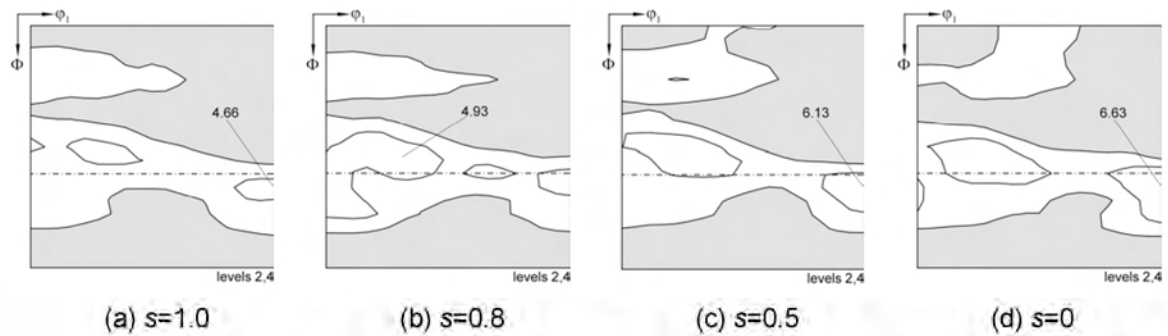 φ₁ φ₁ φ₁ φ₁
Φ Φ Φ Φ
4.66 4.93 6.13 6.63
levels 2,4 levels 2,4 levels 2,4 levels 2,4
(a) s=1.0 (b) s=0.8 (c) s=0.5 (d) s=0